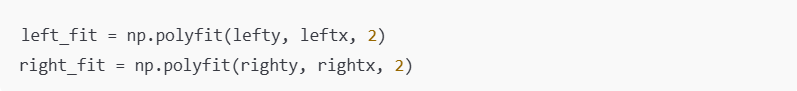 left_fit = np.polyfit(lefty, leftx, 2)
right_fit = np.polyfit(righty, rightx, 2)